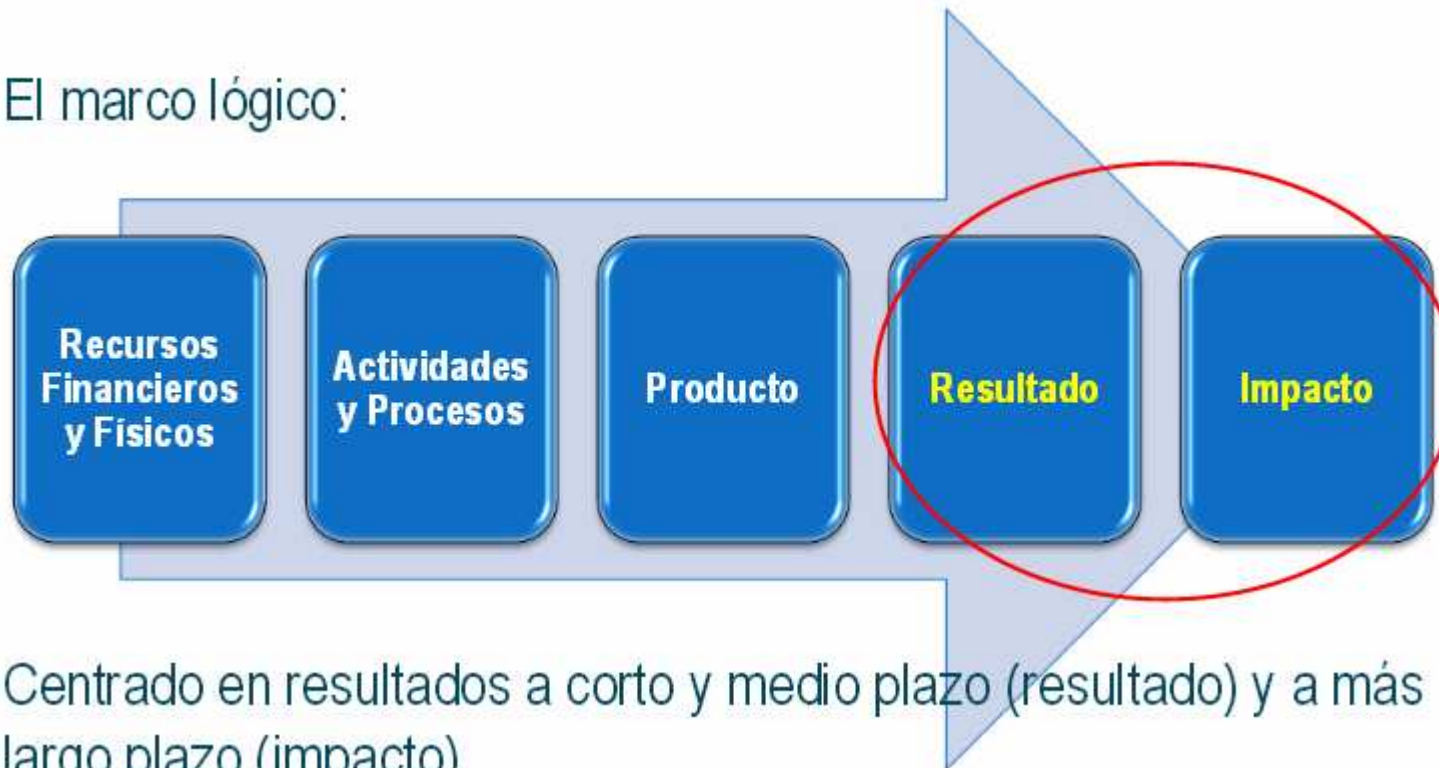 El marco lógico:
Recursos
Financieros
y Físicos
Actividades
y Procesos
Producto
Resultado
Impacto
Centrado en resultados a corto y medio plazo (resultado) y a más
largo plazo (impacto)